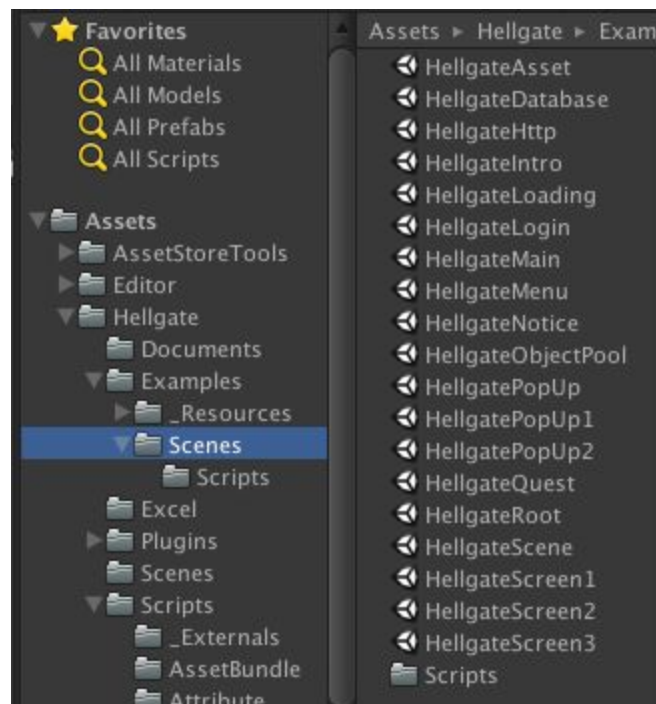 Favorites
All Materials
All Models
All Prefabs
All Scripts
Assets
AssetStoreTools
Editor
Hellgate
Documents
Examples
_Resources
Scenes
Scripts
Excel
Plugins
Scenes
Scripts
_Externals
AssetBundle
Attribute
Assets ▸ Hellgate ▸ Exam
HellgateAsset
HellgateDatabase
HellgateHttp
HellgateIntro
HellgateLoading
HellgateLogin
HellgateMain
HellgateMenu
HellgateNotice
HellgateObjectPool
HellgatePopUp
HellgatePopUp1
HellgatePopUp2
HellgateQuest
HellgateRoot
HellgateScene
HellgateScreen1
HellgateScreen2
HellgateScreen3
Scripts